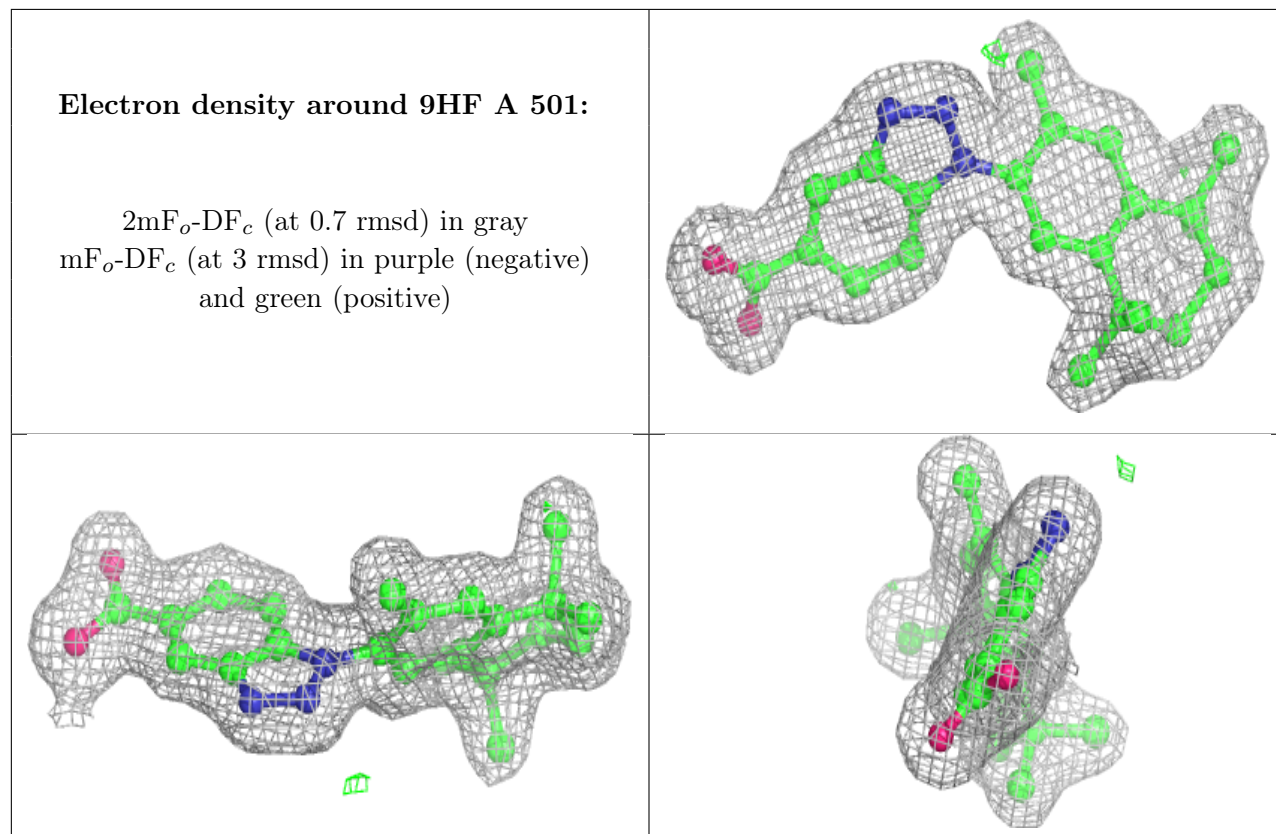 Electron density around 9HF A 501:
2mFo-DFc (at 0.7 rmsd) in gray
mFo-DFc (at 3 rmsd) in purple (negative)
and green (positive)